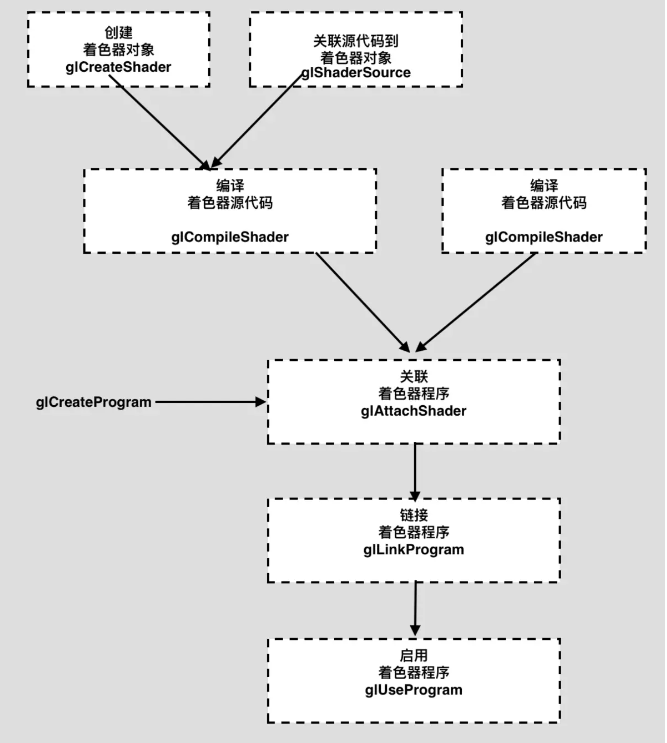 创建
着色器对象
glCreateShader
关联源代码到
着色器对象
glShaderSource
编译
着色器源代码
glCompileShader
编译
着色器源代码
glCompileShader
glCreateProgram
关联
着色器程序
glAttachShader
链接
着色器程序
glLinkProgram
启用
着色器程序
glUseProgram